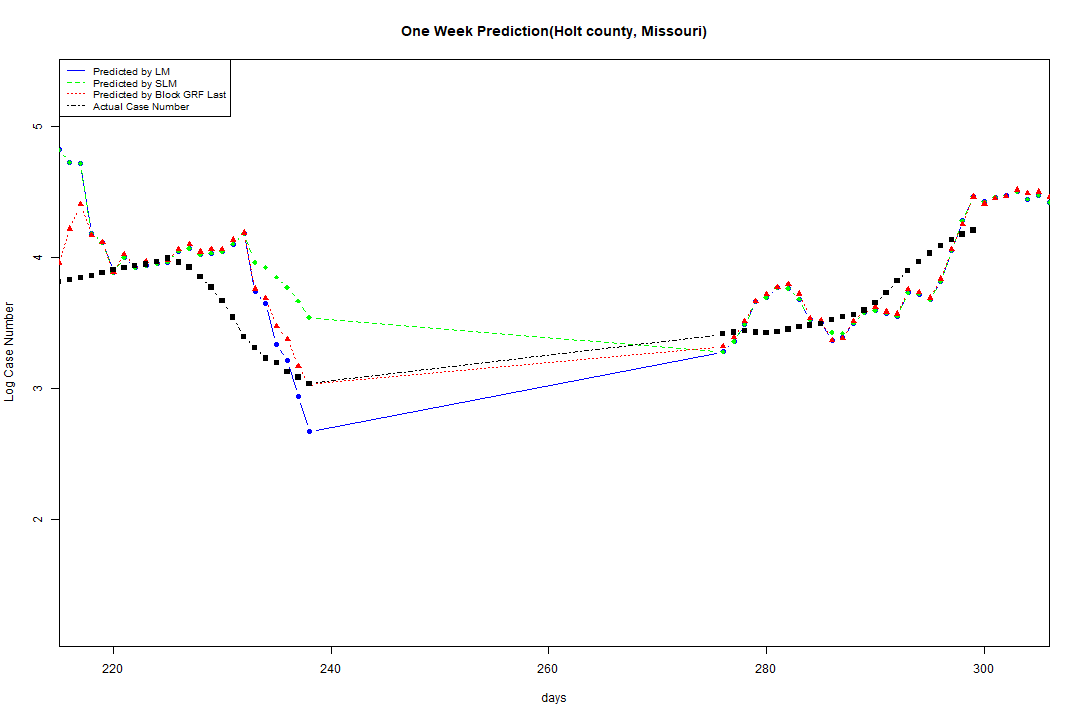 One Week Prediction(Holt county, Missouri)
Predicted by LM
Predicted by SLM
Predicted by Block GRF Last
Actual Case Number
5
4
3
2
Log Case Number
220
240
260
280
300
days